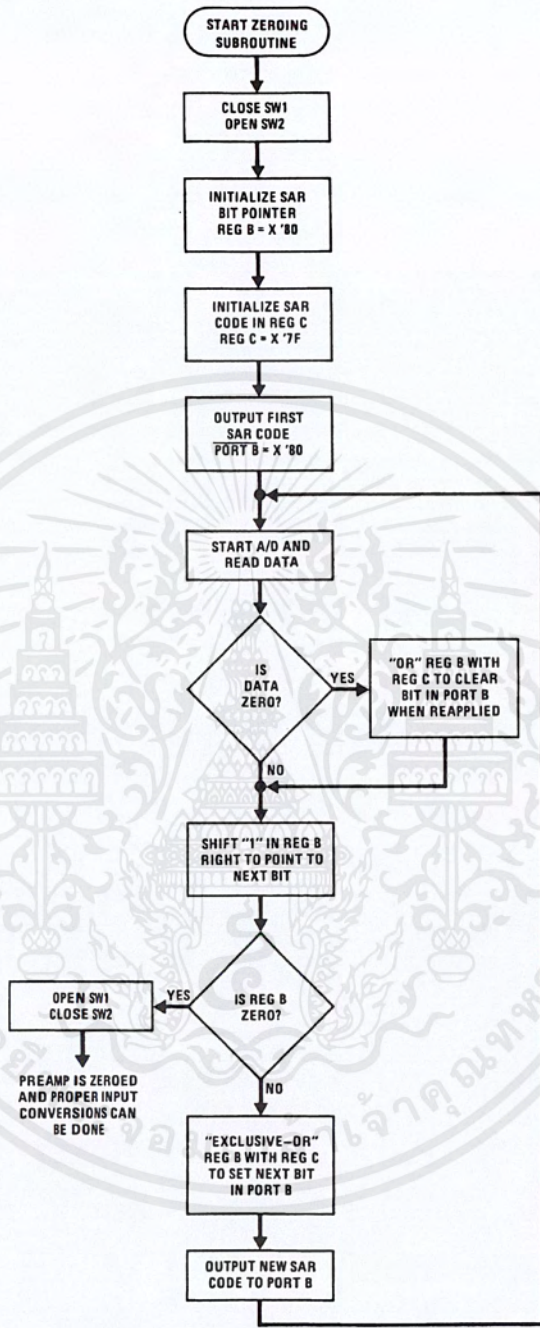 START ZEROING
SUBROUTINE
CLOSE SW1
OPEN SW2
INITIALIZE SAR
BIT POINTER
REG B = X '80
INITIALIZE SAR
CODE IN REG C
REG C = X '7F
OUTPUT FIRST
SAR CODE
PORT B = X '80
START A/D AND
READ DATA
IS
DATA
ZERO?
YES
"OR" REG B WITH
REG C TO CLEAR
BIT IN PORT B
WHEN REAPPLIED
NO
SHIFT "1" IN REG B
RIGHT TO POINT TO
NEXT BIT
IS REG B
ZERO?
YES
OPEN SW1
CLOSE SW2
PREAMP IS ZEROED
AND PROPER INPUT
CONVERSIONS CAN
BE DONE
NO
"EXCLUSIVE–OR"
REG B WITH REG C
TO SET NEXT BIT
IN PORT B
OUTPUT NEW SAR
CODE TO PORT B